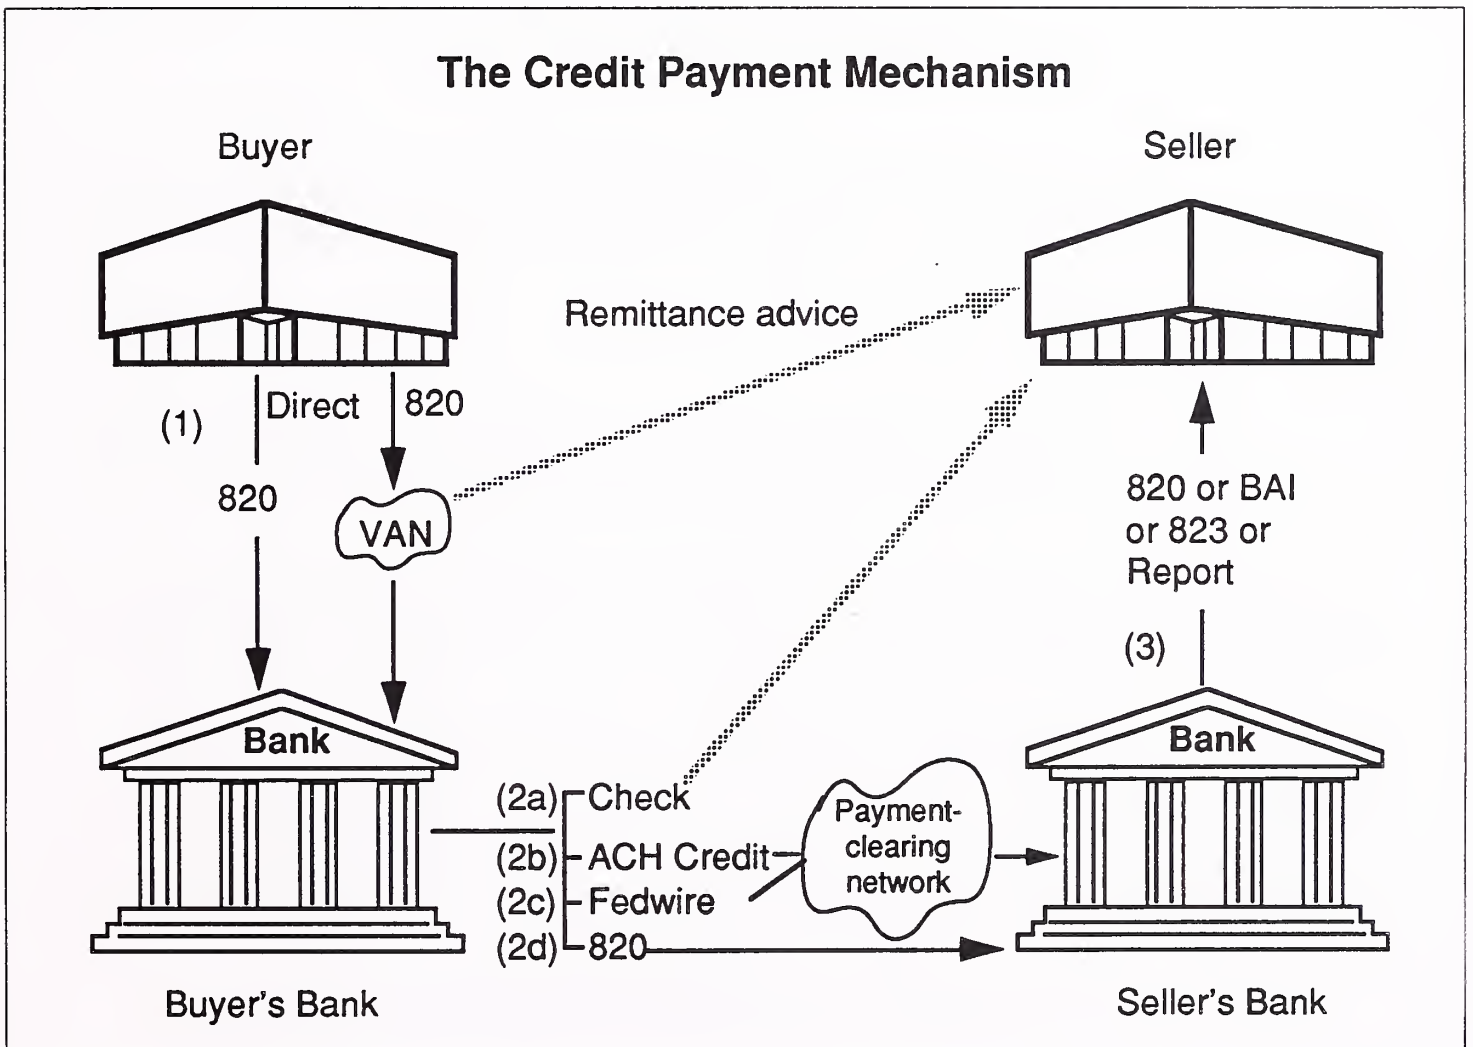 The Credit Payment Mechanism
Buyer
Seller
Remittance advice
(1)
Direct
820
820
VAN
820 or BAI
or 823 or
Report
(3)
Bank
Bank
(2a) Check
(2b) ACH Credit
(2c) Fedwire
(2d) 820
Payment-
clearing
network
Buyer's Bank
Seller's Bank